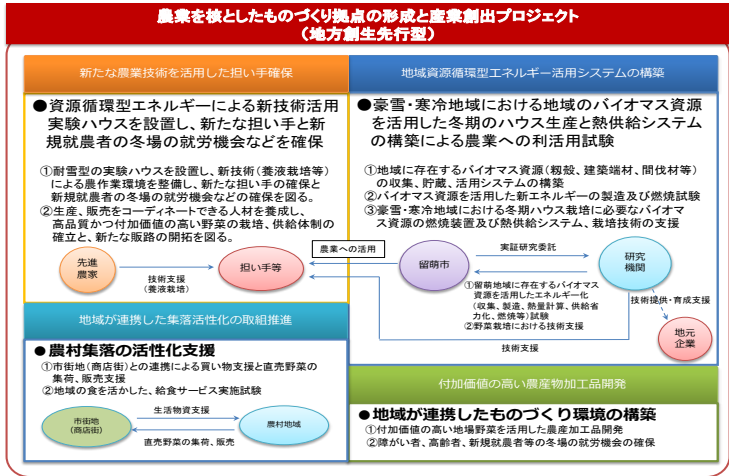 農業を核としたものづくり拠点の形成と産業創出プロジェクト
（地方創生先行型）
新たな農業技術を活用した担い手確保
●資源循環型エネルギーによる新技術活用
実験ハウスを設置し、新たな担い手と新
規就農者の冬場の就労機会などを確保
①耐雪型の実験ハウスを設置し、新技術（養液栽培等）
による農作業環境を整備し、新たな担い手の確保と
新規就農者の冬場の就労機会などの確保を図る。
②生産、販売をコーディネートできる人材を養成し、
高品質かつ付加価値の高い野菜の栽培、供給体制の
確立と、新たな販路の開拓を図る。
先進
農家
技術支援
（養液栽培）
担い手等
地域資源循環型エネルギー活用システムの構築
●豪雪・寒冷地域における地域のバイオマス資源
を活用した冬期のハウス生産と熱供給システム
の構築による農業への利活用試験
①地域に存在するバイオマス資源（籾殻、建築端材、間伐材等）
の収集、貯蔵、活用システムの構築
②バイオマス資源を活用した新エネルギーの製造及び燃焼試験
③豪雪・寒冷地域における冬期ハウス栽培に必要なバイオマ
ス資源の燃焼装置及び熱供給システム、栽培技術の支援
農業への活用
留萌市
実証研究委託
研究
機関
①留萌地域に存在するバイオマス
資源を活用したエネルギー化
（収集、製造、熱量計算、供給省
力化、燃焼等）試験
②野菜栽培における技術支援
技術提供・育成支援
地元
企業
技術支援
地域が連携した集落活性化の取組推進
●農村集落の活性化支援
①市街地（商店街）との連携による買い物支援と直売野菜の
集荷、販売支援
②地域の食を活かした、給食サービス実施試験
市街地
（商店街）
生活物資支援
農村地域
直売野菜の集荷、販売
付加価値の高い農産物加工品開発
●地域が連携したものづくり環境の構築
①付加価値の高い地場野菜を活用した農産加工品開発
②障がい者、高齢者、新規就農者等の冬場の就労機会の確保